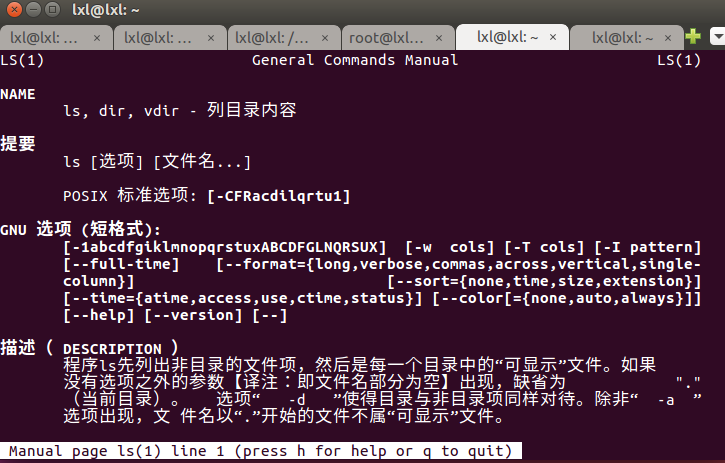 lxl@lxl: ~
lxl@lxl: ... × lxl@lxl: ... × lxl@lxl: /... × root@lxl... × lxl@lxl: ~ × lxl@lxl: ~ ×
LS(1) General Commands Manual LS(1)
NAME
ls, dir, vdir - 列目录内容
提要
ls [选项] [文件名...]
POSIX 标准选项: [-CFRacdilqrtu1]
GNU 选项 (短格式):
[-1abcdfgiklmnopqrstuxABCDFGLNQRSUX] [-w cols] [-T cols] [-I pattern]
[--full-time] [--format={long,verbose,commas,across,vertical,single-
column}] [--sort={none,time,size,extension}]
[--time={atime,access,use,ctime,status}] [--color[={none,auto,always}]]
[--help] [--version] [--]
描述（ DESCRIPTION ）
程序ls先列出非目录的文件项，然后是每一个目录中的“可显示”文件。如果
没有选项之外的参数【译注：即文件名部分为空】出现，缺省为 "."
（当前目录）。 选项“ -d ”使得目录与非目录项同样对待。除非“ -a ”
选项出现，文 件名以“.”开始的文件不属“可显示”文件。
Manual page ls(1) line 1 (press h for help or q to quit)